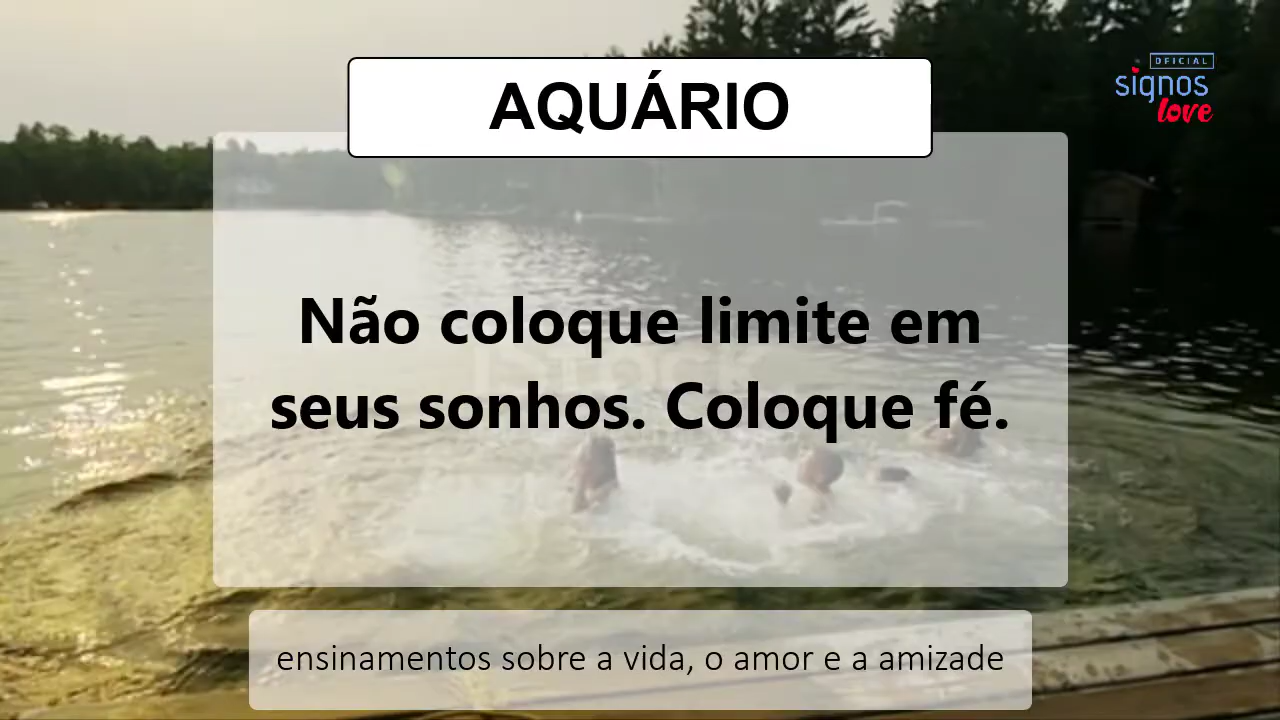 OFICIAL
signos
love
AQUÁRIO
Não coloque limite em
seus sonhos. Coloque fé.
ensinamentos sobre a vida, o amor e a amizade